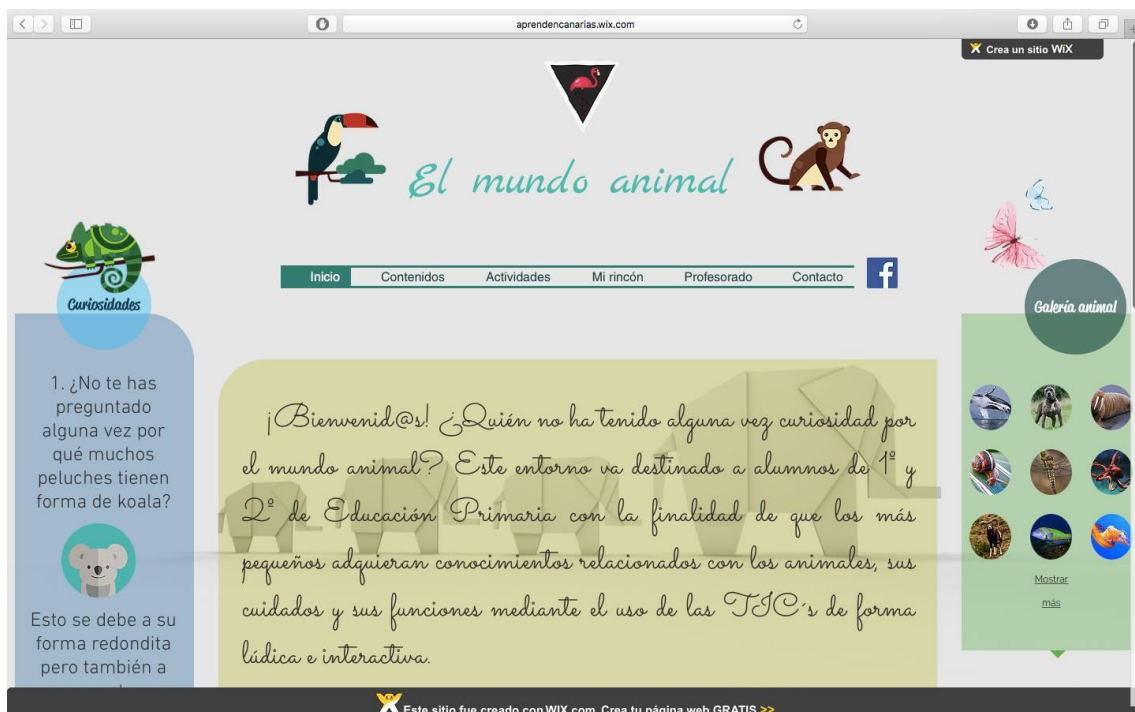 aprendencanarias.wix.com
Crea un sitio WiX
El mundo animal
Inicio Contenidos Actividades Mi rincón Profesorado Contacto
f
Curiosidades
1. ¿No te has
preguntado
alguna vez por
qué muchos
peluches tienen
forma de koala?
Esto se debe a su
forma redondita
pero también a
¡Bienvenid@s! ¿Quién no ha tenido alguna vez curiosidad por
el mundo animal? Este entorno va destinado a alumnos de 1º y
2º de Educación Primaria con la finalidad de que los más
pequeños adquieran conocimientos relacionados con los animales, sus
cuidados y sus funciones mediante el uso de las TIC´s de forma
lúdica e interactiva.
Galería animal
Mostrar
más
Este sitio fue creado con WIX.com. Crea tu página web GRATIS >>